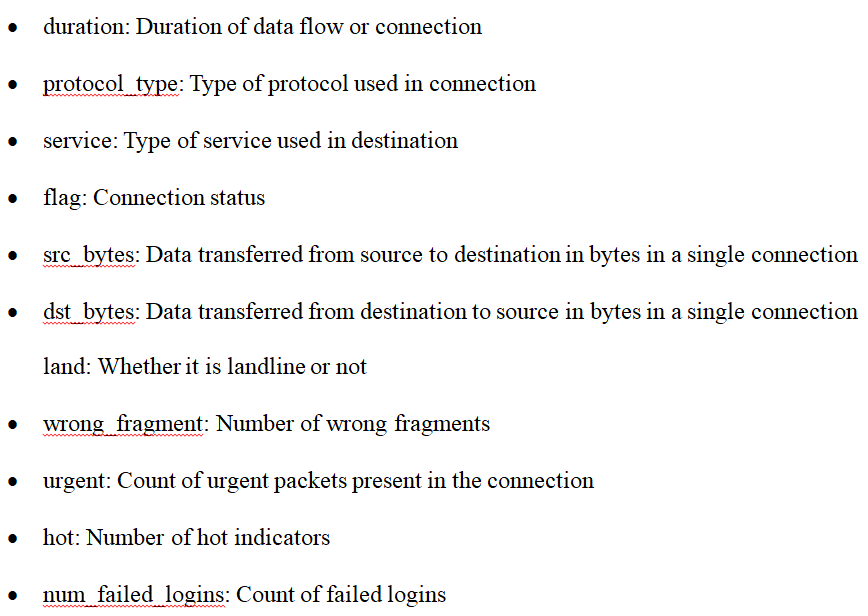 • duration: Duration of data flow or connection
• protocol_type: Type of protocol used in connection
• service: Type of service used in destination
• flag: Connection status
• src_bytes: Data transferred from source to destination in bytes in a single connection
• dst_bytes: Data transferred from destination to source in bytes in a single connection
land: Whether it is landline or not
• wrong_fragment: Number of wrong fragments
• urgent: Count of urgent packets present in the connection
• hot: Number of hot indicators
• num_failed_logins: Count of failed logins